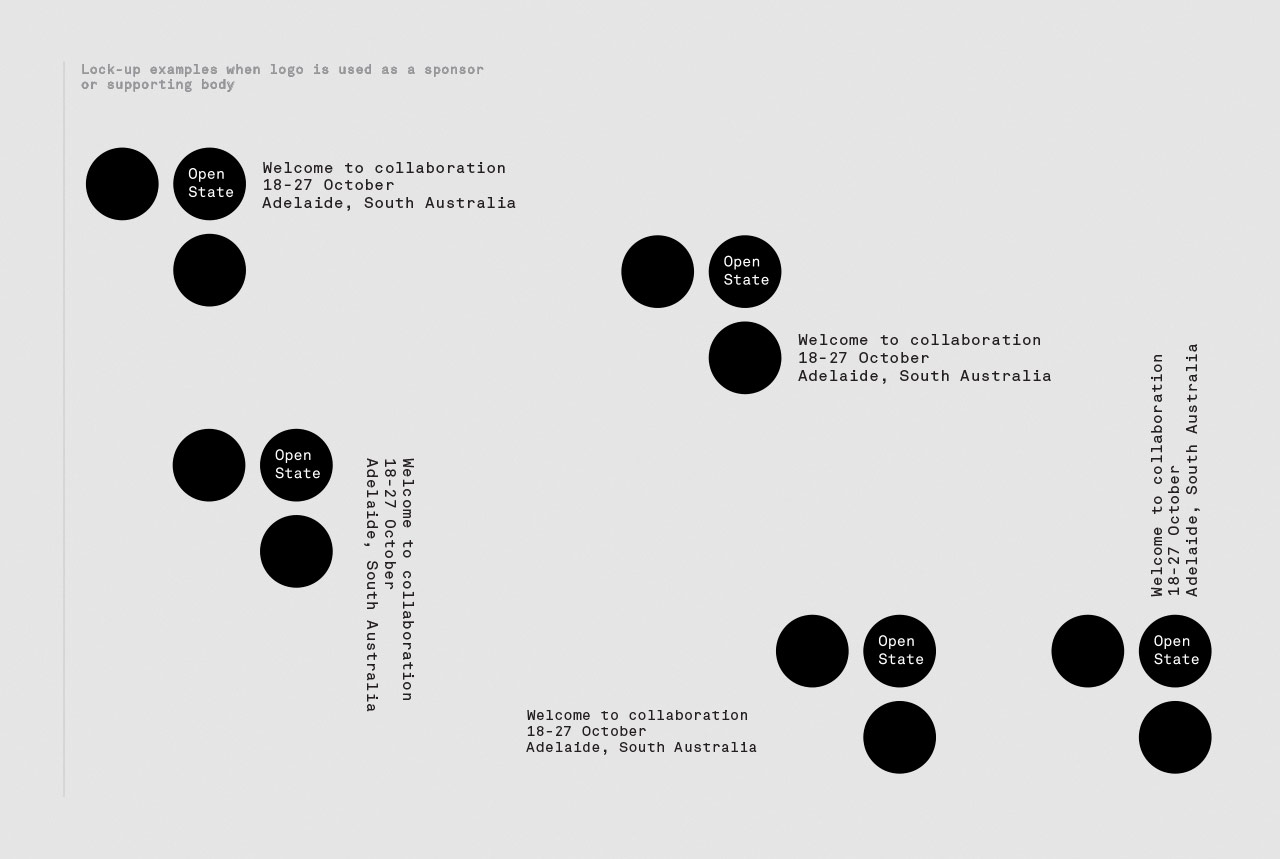 Lock-up examples when logo is used as a sponsor
or supporting body
Open
State
Welcome to collaboration
18-27 October
Adelaide, South Australia
Open
State
Welcome to collaboration
18-27 October
Adelaide, South Australia
Open
State
Welcome to collaboration
18-27 October
Adelaide, South Australia
Open
State
Welcome to collaboration
18-27 October
Adelaide, South Australia
Welcome to collaboration
18-27 October
Adelaide, South Australia
Open
State